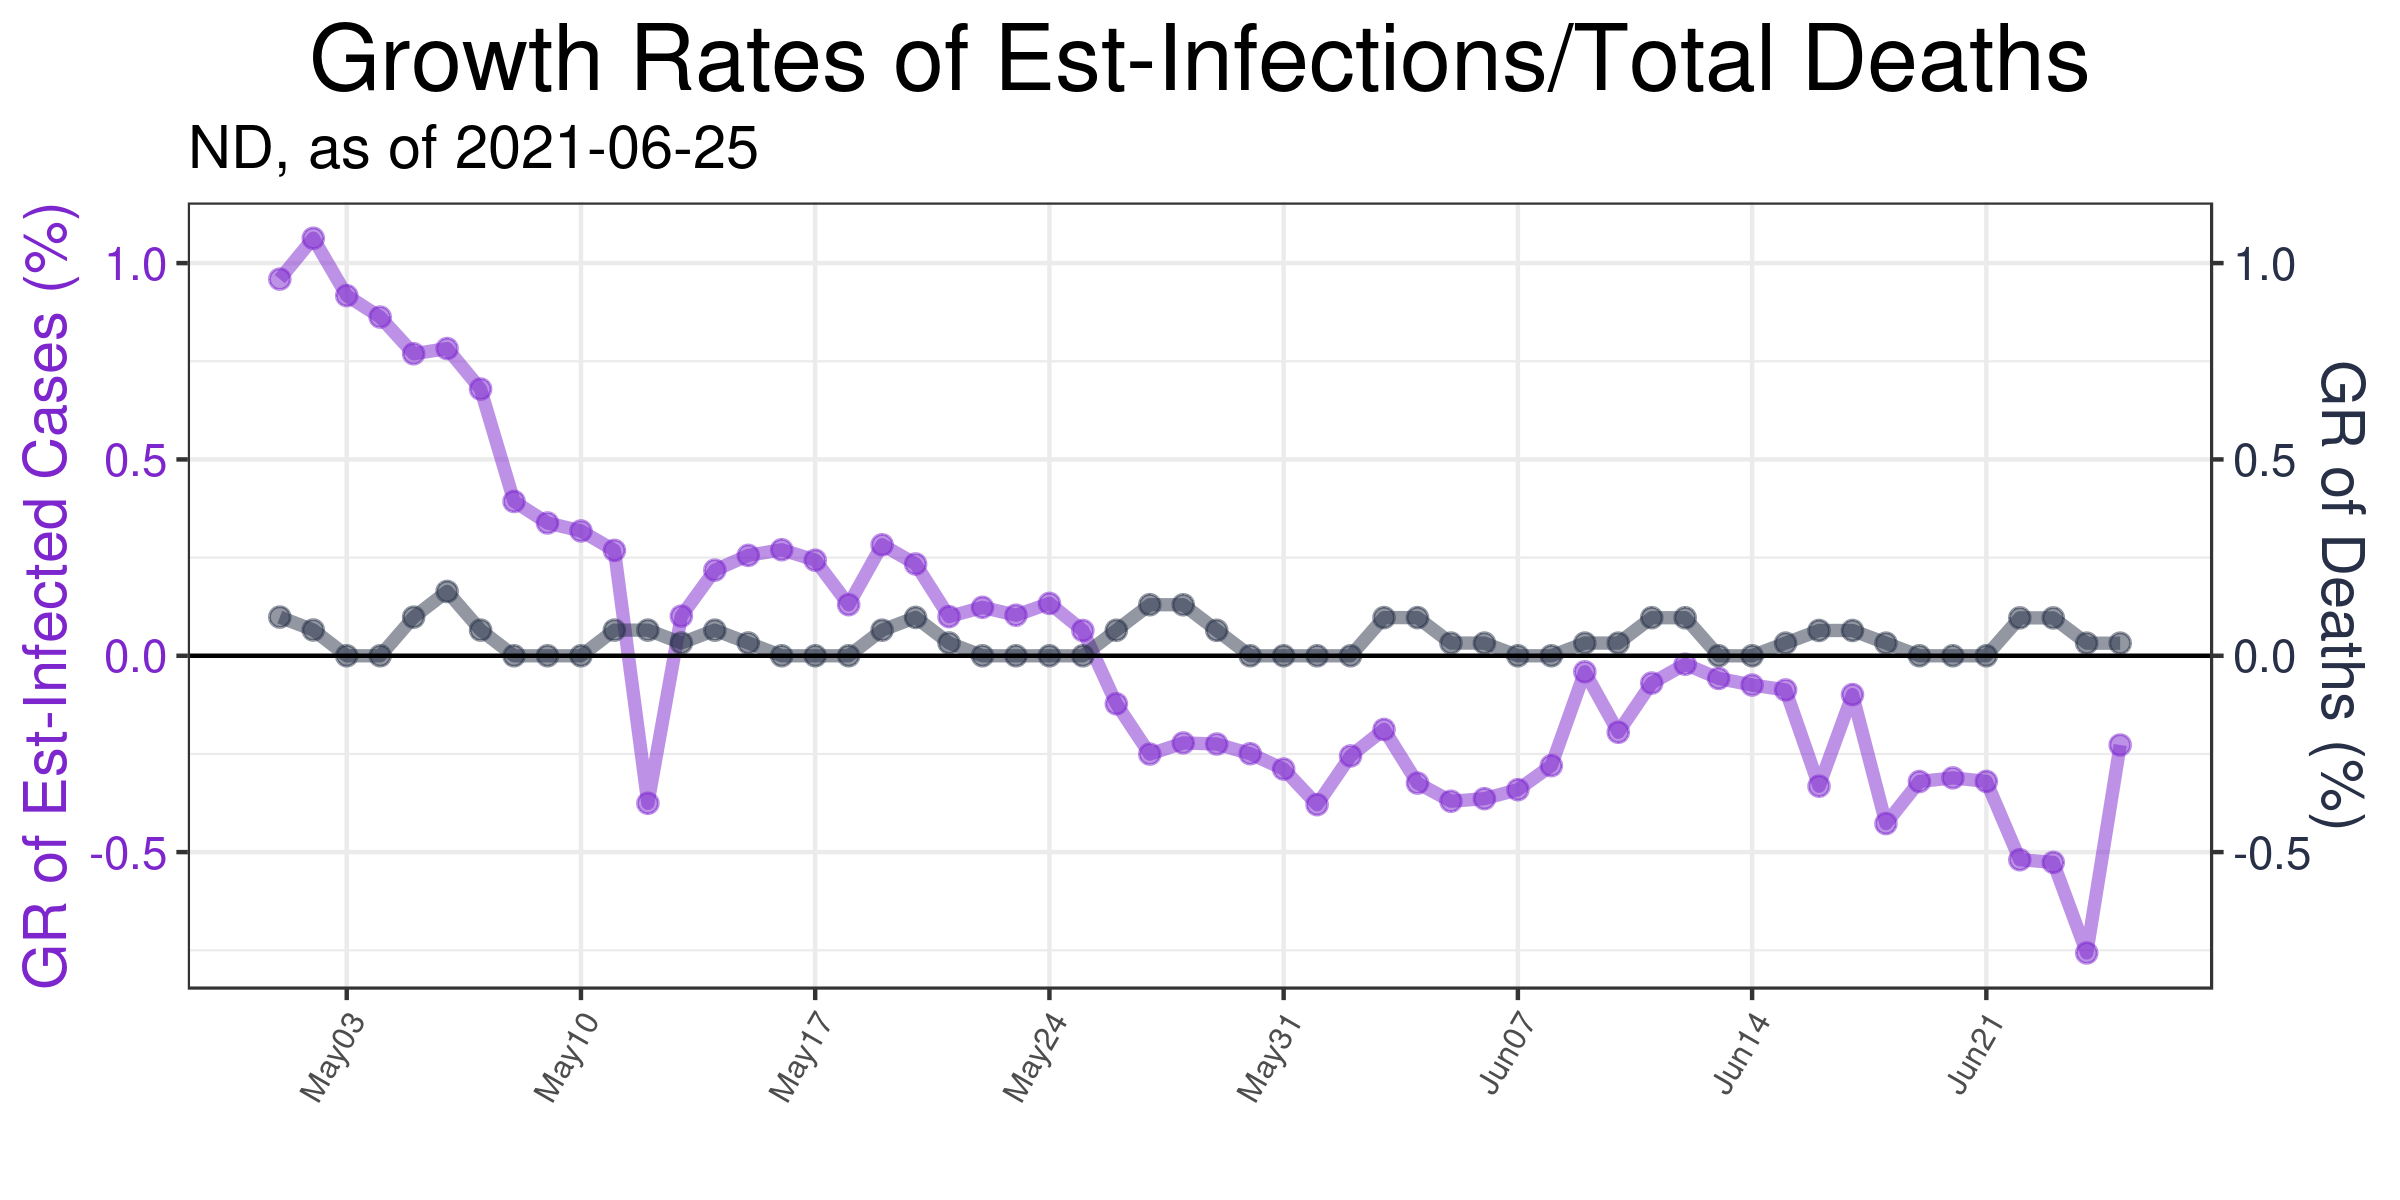 Growth Rates of Est-Infections/Total Deaths
ND, as of 2021-06-25
GR of Est-Infected Cases (%)
1.0
0.5
0.0
-0.5
1.0
0.5
0.0
-0.5
GR of Deaths (%)
May03
May10
May17
May24
May31
Jun07
Jun14
Jun21